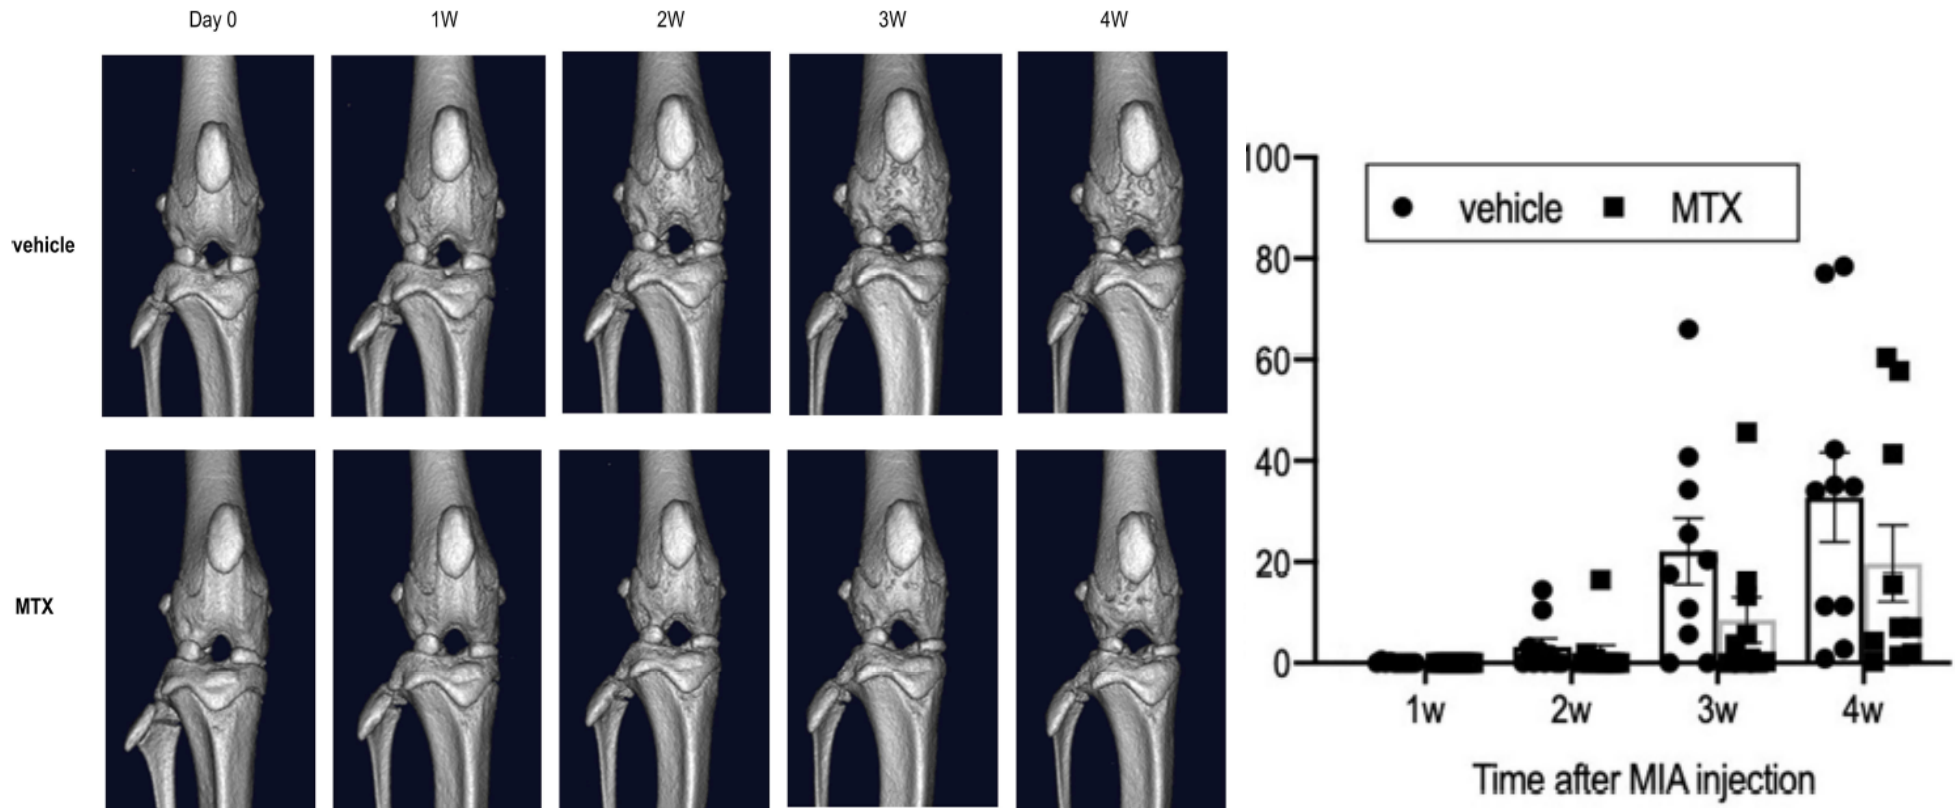 Day 0 1W 2W 3W 4W
vehicle
MTX
100
80
60
40
20
0
vehicle MTX
1w 2w 3w 4w
Time after MIA injection